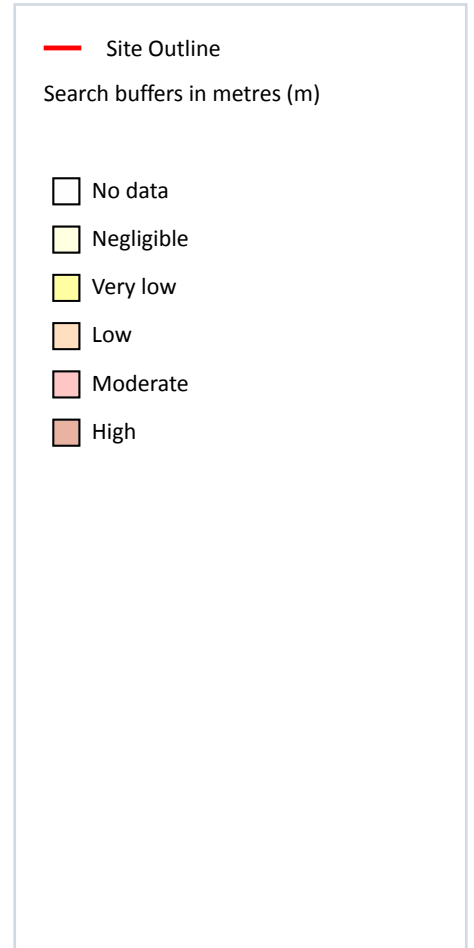 Site Outline
Search buffers in metres (m)
No data
Negligible
Very low
Low
Moderate
High